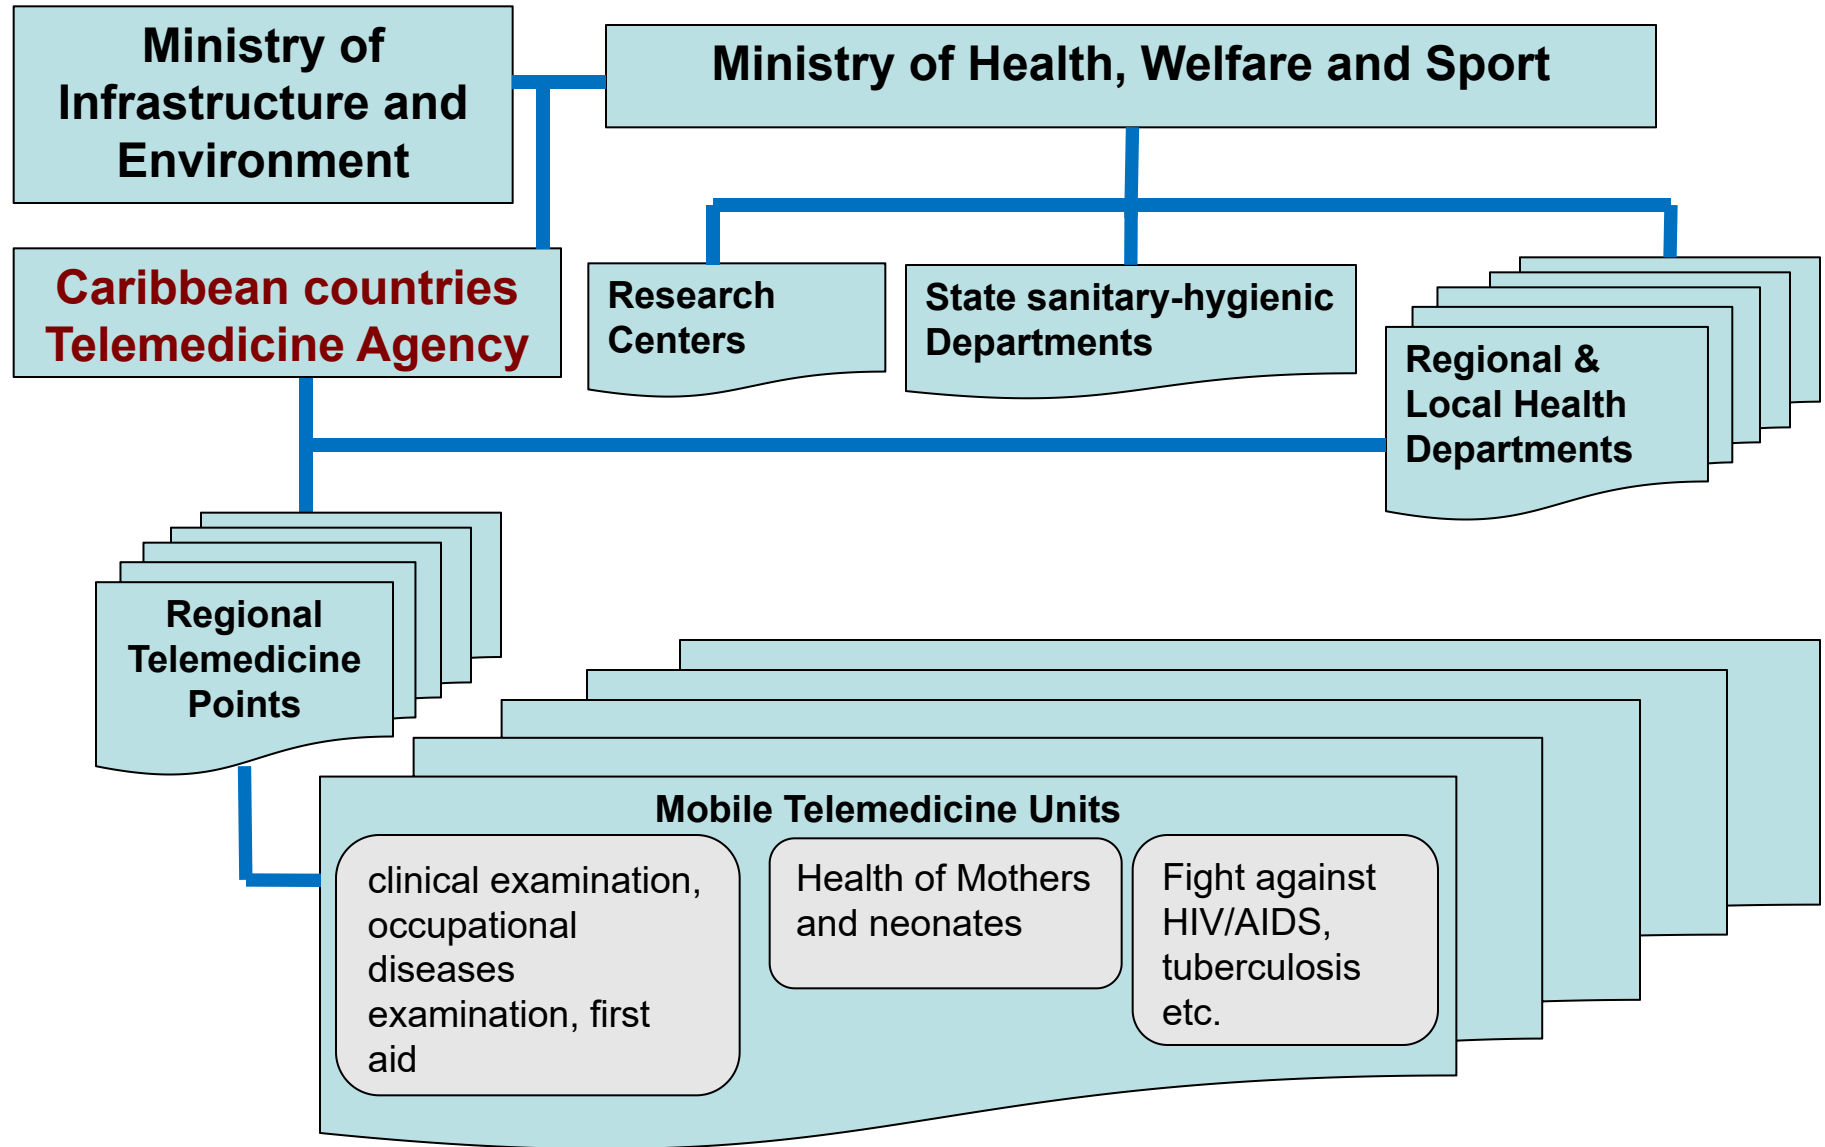 Ministry of
Infrastructure and
Environment
Ministry of Health, Welfare and Sport
Caribbean countries
Telemedicine Agency
Research
Centers
State sanitary-hygienic
Departments
Regional &
Local Health
Departments
Regional
Telemedicine
Points
Mobile Telemedicine Units
clinical examination,
occupational
diseases
examination, first
aid
Health of Mothers
and neonates
Fight against
HIV/AIDS,
tuberculosis
etc.